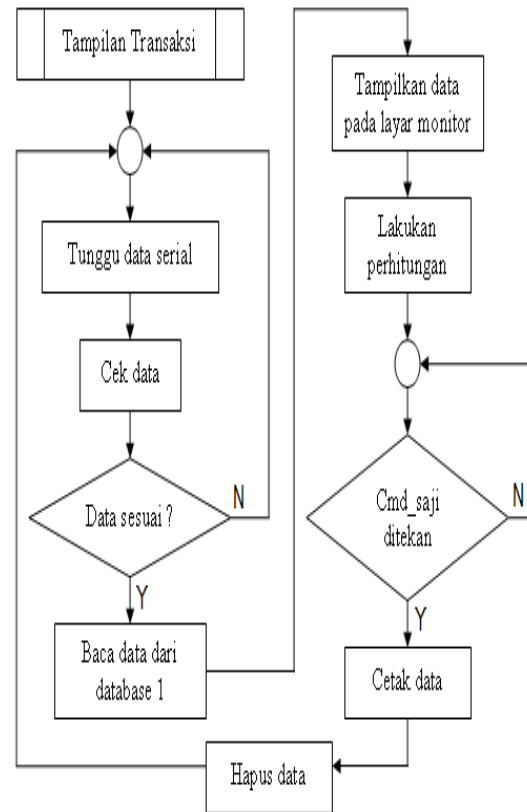 Tampilan Transaksi
Tunggu data serial
Cek data
Data sesuai ?
N
Y
Baca data dari
database 1
Tampilkan data
pada layar monitor
Lakukan
perhitungan
Cmd_saji
ditekan
N
Y
Cetak data
Hapus data